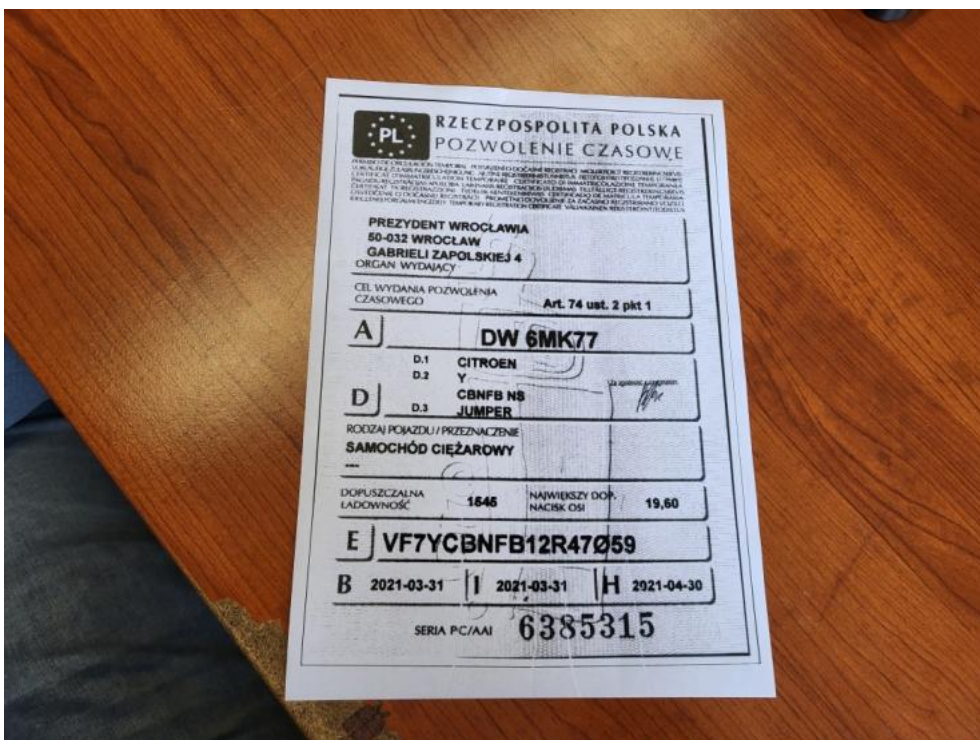 PL
RZECZPOSPOLITA POLSKA
POZWOLENIE CZASOWE
PREZYDENT WROCŁAWIA
50-032 WROCŁAW
GABRIELI ZAPOLSKIEJ 4
ORGAN WYDAJĄCY
CEL WYDANIA POZWOLENIA
CZASOWEGO Art. 74 ust. 2 pkt 1
A DW 6MK77
D.1 CITROEN
D.2 Y
CBNFB NS
D
D.3 JUMPER
RODZAJ POJAZDU / PRZEZNACZENIE
SAMOCHÓD CIĘŻAROWY
---
DOPUSZCZALNA ŁADOWNOŚĆ 1545 NAJWIĘKSZY DOP. NACISK OSI 19,60
E VF7YCBNFB12R47Ø59
B 2021-03-31 I 2021-03-31 H 2021-04-30
SERIA PC/AAI 6385315